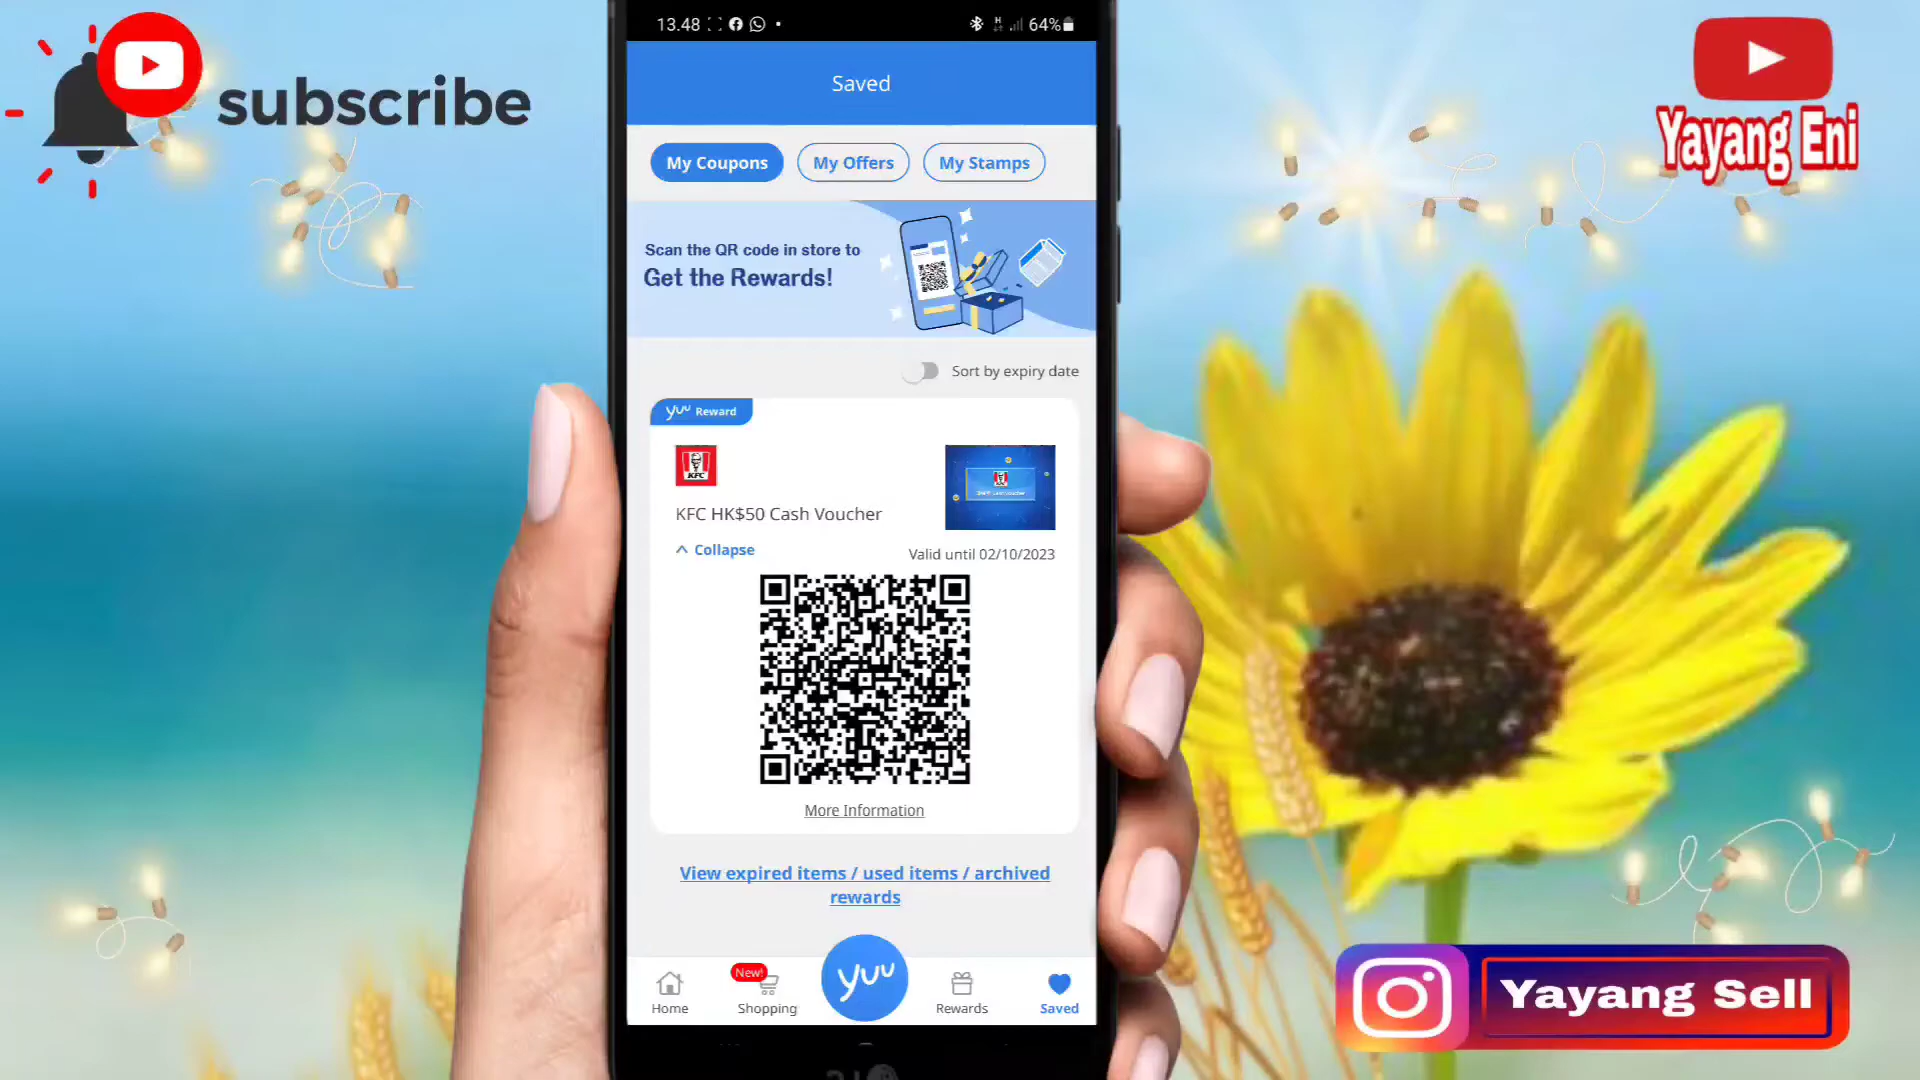 13.48
64%
subscribe
Yayang Eni
Saved
My Coupons
My Offers
My Stamps
Scan the QR code in store to
Get the Rewards!
Sort by expiry date
yuu Reward
KFC
KFC HK$50 Cash Voucher
Collapse
Valid until 02/10/2023
More Information
View expired items / used items / archived
rewards
New!
yuu
Home
Shopping
Rewards
Saved
Yayang Sell